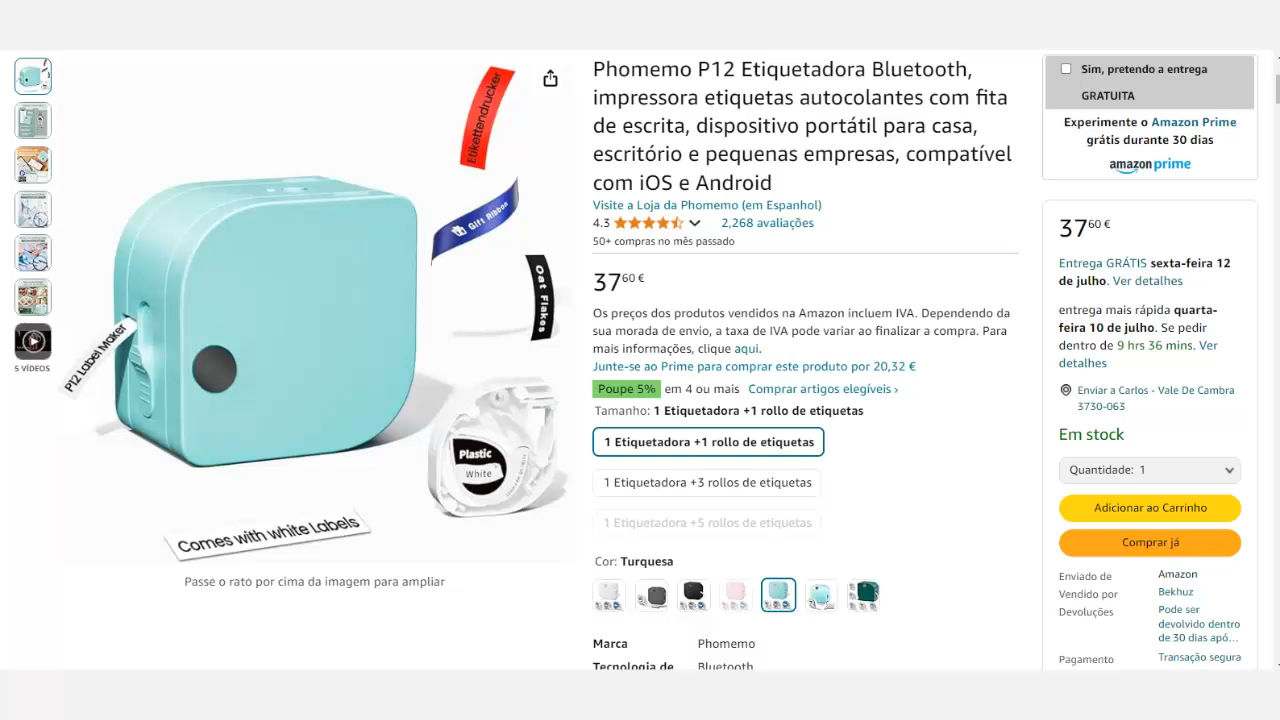 5 VÍDEOS
Etikettendrucker
Gift Ribbon
Oat Flakes
P12 Label Maker
Plastic
White
Comes with white Labels
Passe o rato por cima da imagem para ampliar
Phomemo P12 Etiquetadora Bluetooth,
impressora etiquetas autocolantes com fita
de escrita, dispositivo portátil para casa,
escritório e pequenas empresas, compatível
com iOS e Android
Visite a Loja da Phomemo (em Espanhol)
4.3 2,268 avaliações
50+ compras no mês passado
37,60 €
Os preços dos produtos vendidos na Amazon incluem IVA. Dependendo da
sua morada de envio, a taxa de IVA pode variar ao finalizar a compra. Para
mais informações, clique aqui.
Junte-se ao Prime para comprar este produto por 20,32 €
Poupe 5% em 4 ou mais Comprar artigos elegíveis ›
Tamanho: 1 Etiquetadora +1 rollo de etiquetas
1 Etiquetadora +1 rollo de etiquetas
1 Etiquetadora +3 rollos de etiquetas
1 Etiquetadora +5 rollos de etiquetas
Cor: Turquesa
Marca Phomemo
Tecnologia de Bluetooth
Sim, pretendo a entrega
GRATUITA
Experimente o Amazon Prime
grátis durante 30 dias
amazon prime
37,60 €
Entrega GRÁTIS sexta-feira 12
de julho. Ver detalhes
entrega mais rápida quarta-
feira 10 de julho. Se pedir
dentro de 9 hrs 36 mins. Ver
detalhes
Enviar a Carlos - Vale De Cambra
3730-063
Em stock
Quantidade: 1
Adicionar ao Carrinho
Comprar já
Enviado de Amazon
Vendido por Bekhuz
Devoluções Pode ser
devolvido dentro
de 30 dias apó...
Pagamento Transação segura